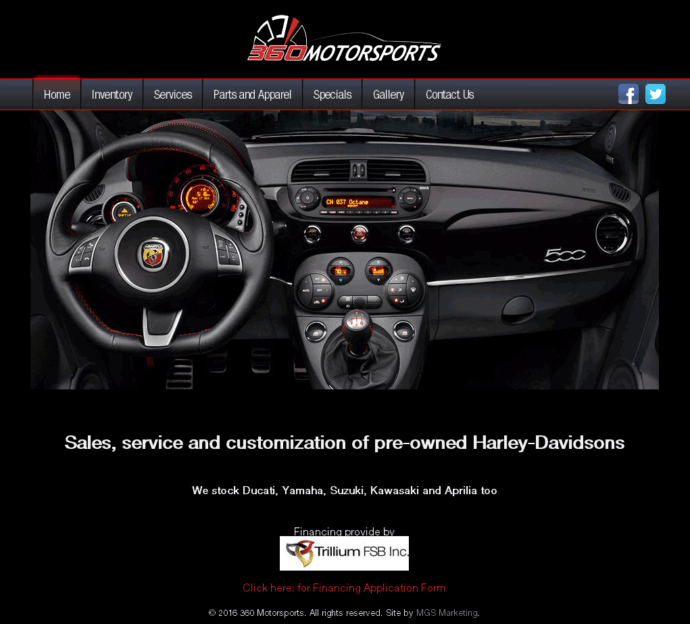 360MOTORSPORTS
Home Inventory Services Parts and Apparel Specials Gallery Contact Us
CH 037 Octane
500
Sales, service and customization of pre-owned Harley-Davidsons
We stock Ducati, Yamaha, Suzuki, Kawasaki and Aprilia too
Financing provide by
Trillium FSB Inc.
Click here: for Financing Application Form
© 2016 360 Motorsports. All rights reserved. Site by MGS Marketing.